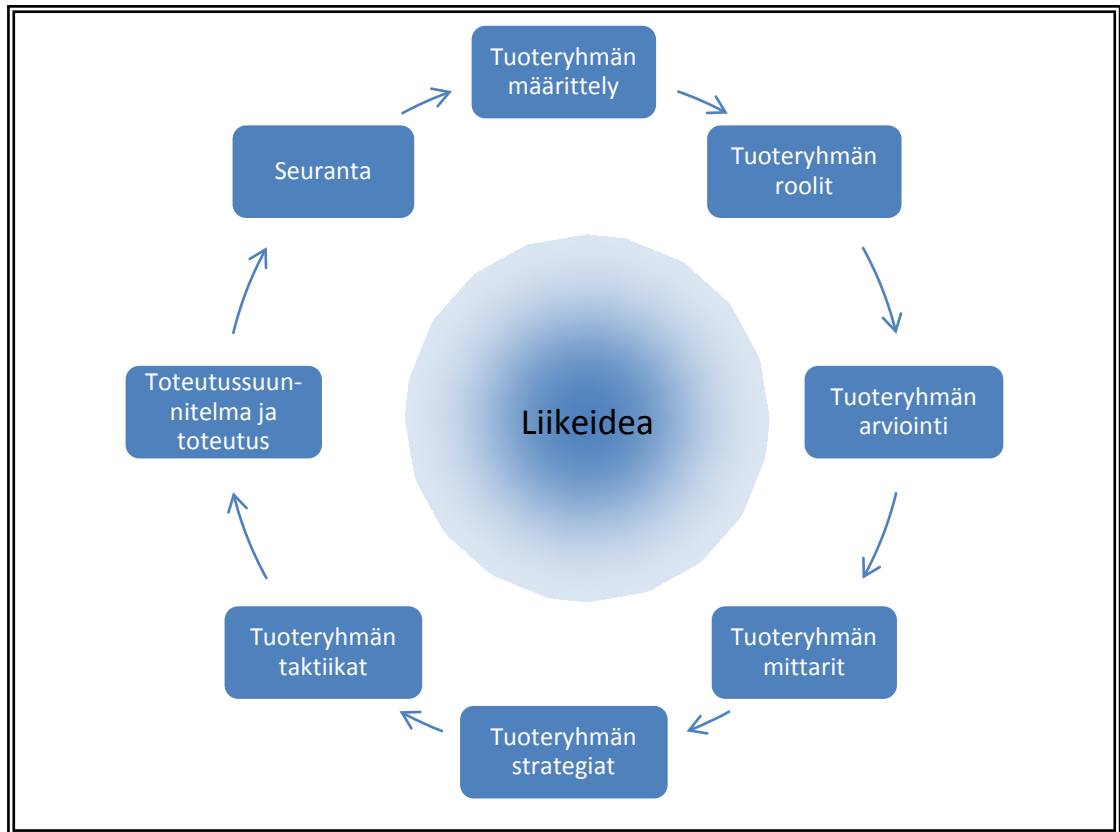 Tuoteryhmän
määrittely
Tuoteryhmän
roolit
Tuoteryhmän
arviointi
Tuoteryhmän
mittarit
Tuoteryhmän
strategiat
Tuoteryhmän
taktiikat
Toteutussuun-
nitelma ja
toteutus
Seuranta
Liikeidea